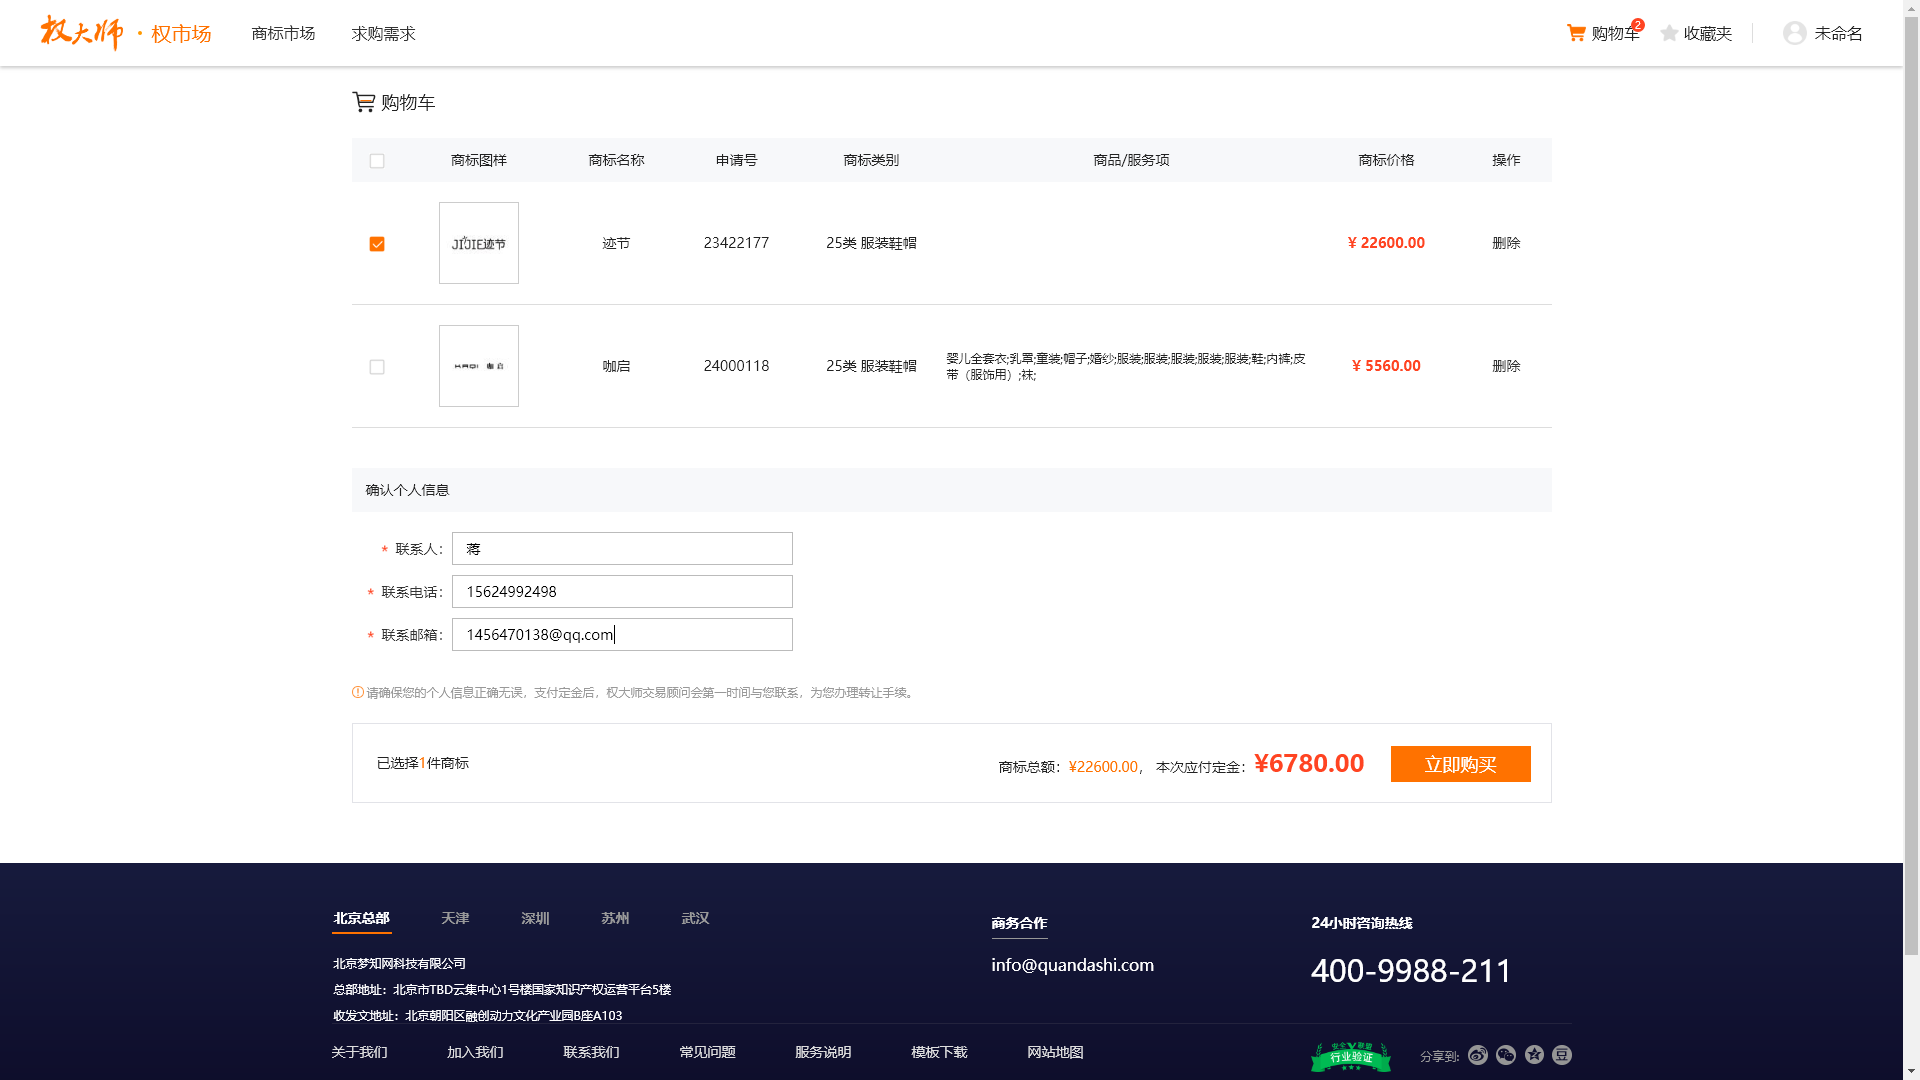 权大师 · 权市场 商标市场 求购需求 购物车 2 收藏夹 未命名
购物车
商标图样 商标名称 申请号 商标类别 商品/服务项 商标价格 操作
JIJIE迹节 迹节 23422177 25类 服装鞋帽 ¥ 22600.00 删除
婴儿全套衣;乳罩;童装;帽子;婚纱;服装;服装;服装;服装;服装;鞋;内裤;皮
KAQI 咖启 咖启 24000118 25类 服装鞋帽 ¥ 5560.00 删除
带（服饰用）;袜;
确认个人信息
* 联系人： 蒋
* 联系电话： 15624992498
* 联系邮箱： 1456470138@qq.com
请确保您的个人信息正确无误，支付定金后，权大师交易顾问会第一时间与您联系，为您办理转让手续。
已选择1件商标 商标总额：¥22600.00， 本次应付定金：¥6780.00 立即购买
北京总部 天津 深圳 苏州 武汉 商务合作 24小时咨询热线
北京梦知网科技有限公司 info@quandashi.com 400-9988-211
总部地址：北京市TBD云集中心1号楼国家知识产权运营平台5楼
收发文地址：北京朝阳区融创动力文化产业园B座A103
关于我们 加入我们 联系我们 常见问题 服务说明 模板下载 网站地图 安全V联盟 行业验证 分享到: